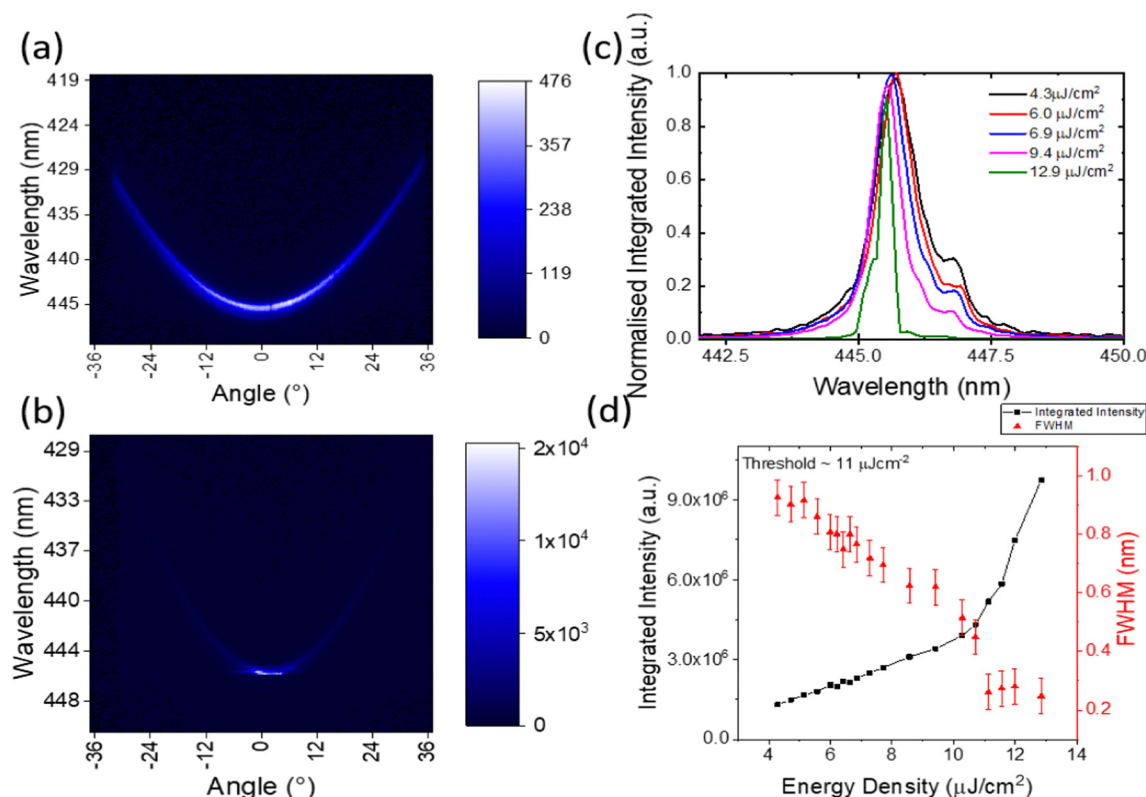 (a)
Wavelength (nm)
419
424
429
435
440
445
-36
-24
-12
0
12
24
36
Angle (°)
476
357
238
119
0
(b)
Wavelength (nm)
429
433
437
440
444
448
-36
-24
-12
0
12
24
36
Angle (°)
2x10⁴
1x10⁴
5x10³
0
(c)
Normalised Integrated Intensity (a.u.)
1.0
0.8
0.6
0.4
0.2
0.0
442.5
445.0
447.5
450.0
Wavelength (nm)
4.3μJ/cm²
6.0 μJ/cm²
6.9 μJ/cm²
9.4 μJ/cm²
12.9 μJ/cm²
(d)
Integrated Intensity
FWHM
Threshold ~ 11 μJcm⁻²
Integrated Intensity (a.u.)
9.0x10⁶
6.0x10⁶
3.0x10⁶
0.0
4
6
8
10
12
14
Energy Density (μJ/cm²)
1.0
0.8
0.6
0.4
0.2
FWHM (nm)